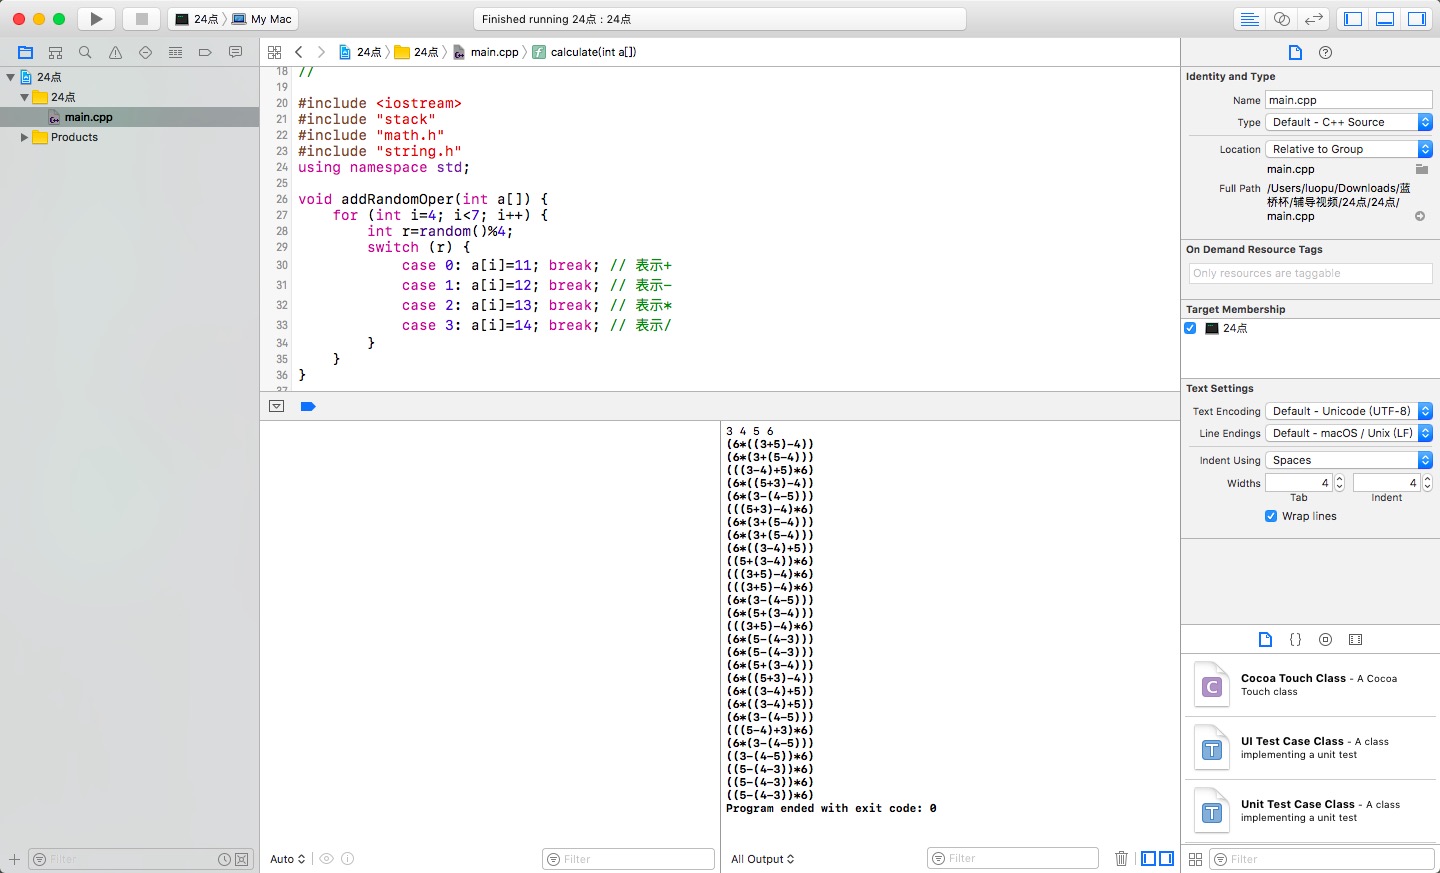 24点
My Mac
Finished running 24点 : 24点
24点
24点
main.cpp
Products
Filter
24点
24点
main.cpp
calculate(int a[])
18 //
19
20 #include <iostream>
21 #include "stack"
22 #include "math.h"
23 #include "string.h"
24 using namespace std;
25
26 void addRandomOper(int a[]) {
27 for (int i=4; i<7; i++) {
28 int r=random()%4;
29 switch (r) {
30 case 0: a[i]=11; break; // 表示+
31 case 1: a[i]=12; break; // 表示-
32 case 2: a[i]=13; break; // 表示*
33 case 3: a[i]=14; break; // 表示/
34 }
35 }
36 }
37
3 4 5 6
(6*((3+5)-4))
(6*(3+(5-4)))
(((3-4)+5)*6)
(6*((5+3)-4))
(6*(3-(4-5)))
(((5+3)-4)*6)
(6*(3+(5-4)))
(6*(3+(5-4)))
(6*((3-4)+5))
((5+(3-4))*6)
(((3+5)-4)*6)
(((3+5)-4)*6)
(6*(3-(4-5)))
(6*(5+(3-4)))
(((3+5)-4)*6)
(6*(5-(4-3)))
(6*(5-(4-3)))
(6*(5+(3-4)))
(6*((5+3)-4))
(6*((3-4)+5))
(6*((3-4)+5))
(6*(3-(4-5)))
(((5-4)+3)*6)
(6*(3-(4-5)))
((3-(4-5))*6)
((5-(4-3))*6)
((5-(4-3))*6)
((5-(4-3))*6)
Program ended with exit code: 0
Auto
Filter
All Output
Filter
Identity and Type
Name main.cpp
Type Default - C++ Source
Location Relative to Group
main.cpp
Full Path /Users/luopu/Downloads/蓝
桥杯/辅导视频/24点/24点/
main.cpp
On Demand Resource Tags
Only resources are taggable
Target Membership
24点
Text Settings
Text Encoding Default - Unicode (UTF-8)
Line Endings Default - macOS / Unix (LF)
Indent Using Spaces
Widths 4 4
Tab Indent
Wrap lines
{}
C
Cocoa Touch Class - A Cocoa
Touch class
T
UI Test Case Class - A class
implementing a unit test
T
Unit Test Case Class - A class
implementing a unit test
Filter